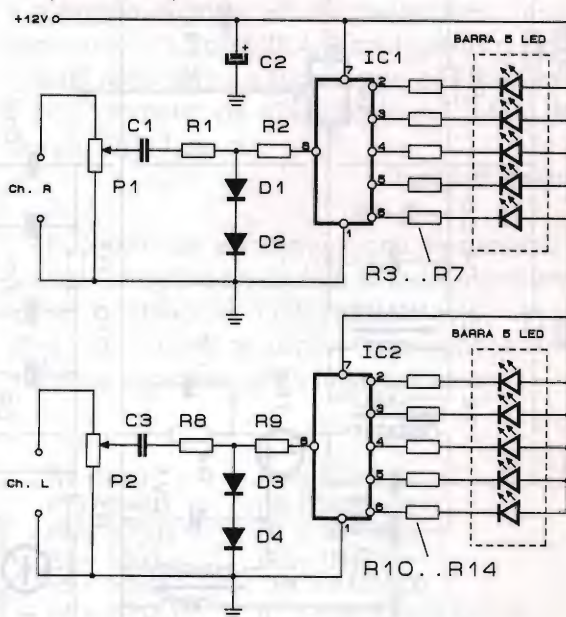 +12V
C2
IC1
BARRA 5 LED
7
2
3
4
5
6
8
1
C1
R1
R2
P1
Ch. R
D1
D2
R3..R7
IC2
BARRA 5 LED
7
2
3
4
5
6
8
1
C3
R8
R9
P2
Ch. L
D3
D4
R10..R14